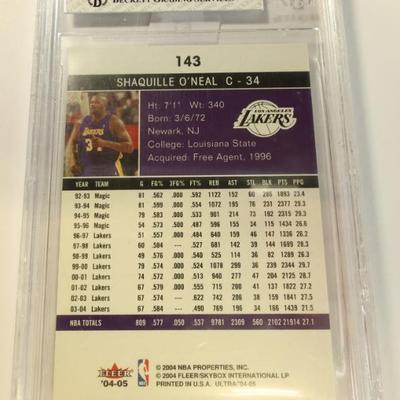 BECKETT GRADING SERVICES
143
SHAQUILLE O'NEAL C - 34
Ht: 7'1" Wt: 340
Born: 3/6/72
Newark, NJ
College: Louisiana State
Acquired: Free Agent, 1996
LOS ANGELES
LAKERS
YEAR TEAM G FG% 3FG% FT% REB AST STL BLK PTS PPG
92-93 Magic 81 .562 .000 .592 1122 152 60 286 1893 23.4
93-94 Magic 81 .599 .000 .554 1072 195 76 231 2377 29.3
94-95 Magic 79 .583 .000 .533 901 214 73 192 2315 29.3
95-96 Magic 54 .573 .500 .487 596 155 34 115 1434 26.6
96-97 Lakers 51 .557 .000 .484 640 159 46 147 1336 26.2
97-98 Lakers 60 .584 --- .527 681 142 39 144 1699 28.3
98-99 Lakers 49 .576 .000 .540 525 114 36 82 1289 26.3
99-00 Lakers 79 .574 .000 .524 1078 299 36 239 2344 29.7
00-01 Lakers 74 .572 .000 .513 940 277 47 204 2125 28.7
01-02 Lakers 67 .579 .000 .555 715 200 41 137 1822 27.2
02-03 Lakers 67 .574 --- .622 742 206 38 159 1841 27.5
03-04 Lakers 67 .584 .000 .490 769 196 34 166 1439 21.5
NBA TOTALS 809 .577 .050 .537 9781 2309 560 2102 21914 27.1
FLEER
'04-05
NBA
© 2004 NBA PROPERTIES, INC.
© 2004 FLEER/SKYBOX INTERNATIONAL LP
PRINTED IN U.S.A. ULTRA '04-05